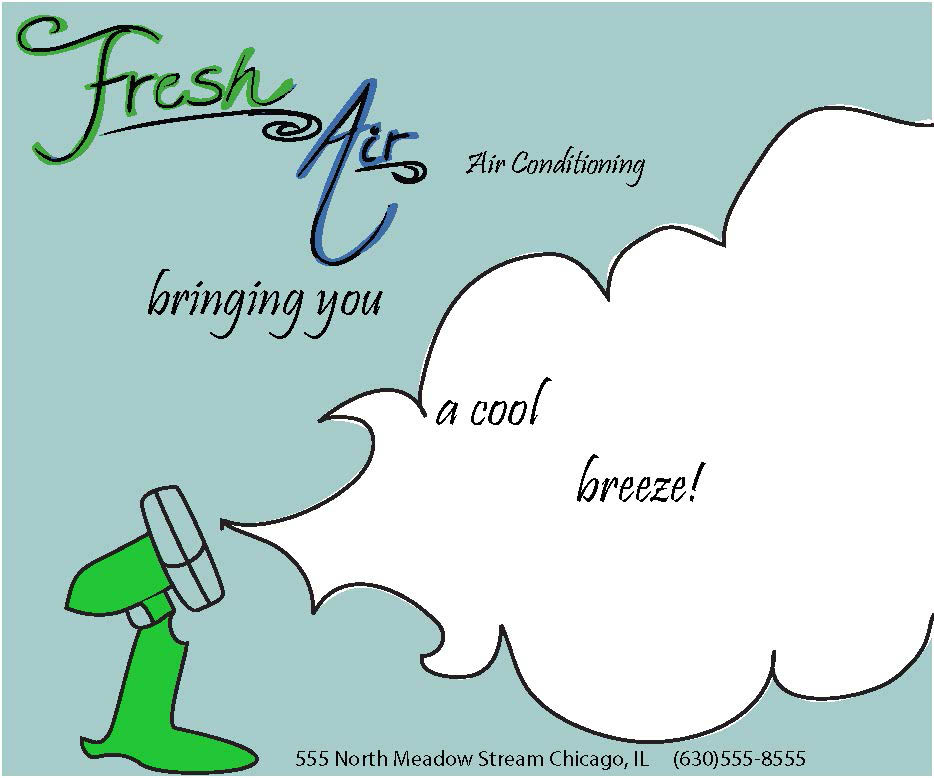 Fresh
Air
Air Conditioning
bringing you
a cool
breeze!
555 North Meadow Stream Chicago, IL (630)555-8555